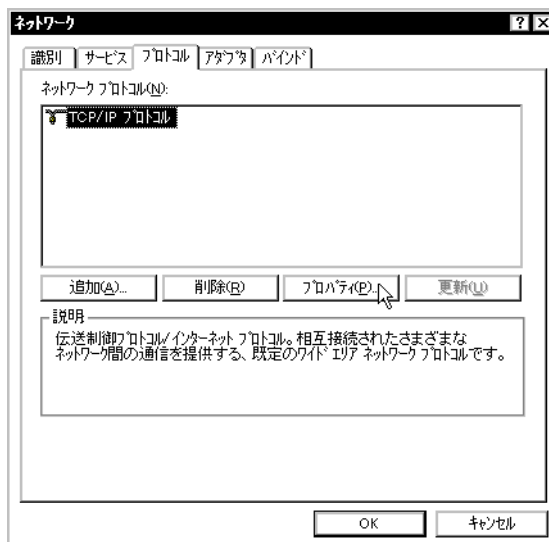 ネットワーク
識別 サービス プロトコル アダプタ バインド
ネットワーク プロトコル(N):
TCP/IP プロトコル
追加(A)... 削除(R) プロパティ(P)... 更新(U)
説明
伝送制御プロトコル/インターネット プロトコル。相互接続されたさまざまな
ネットワーク間の通信を提供する、既定のワイド エリア ネットワーク プロトコルです。
OK キャンセル